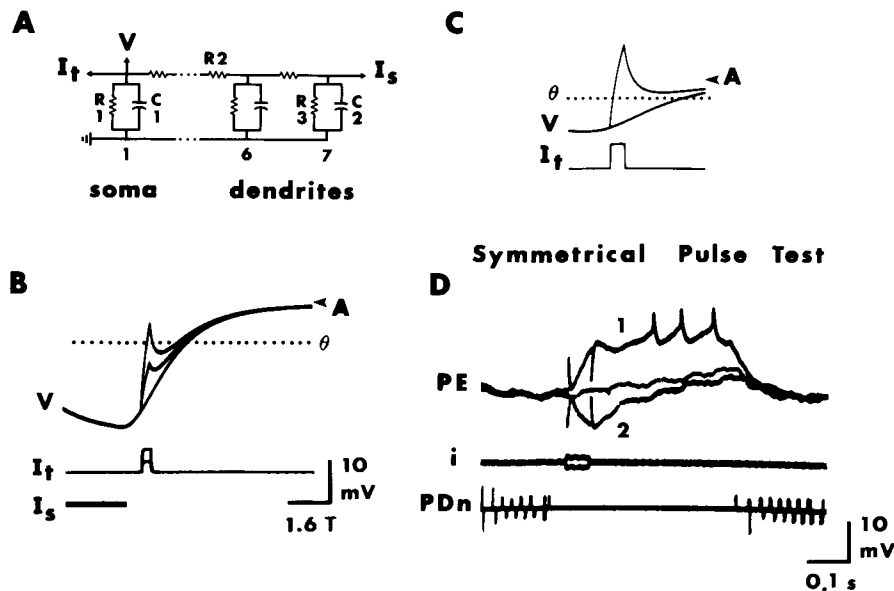 A
V
I_t
R2
I_s
R 1
C 1
R 3
C 2
1
6
7
soma
dendrites
B
A
θ
V
I_t
I_s
10 mV
1.6 T
C
A
θ
V
I_t
Symmetrical Pulse Test
D
1
PE
2
i
PDn
10 mV
0.1 s